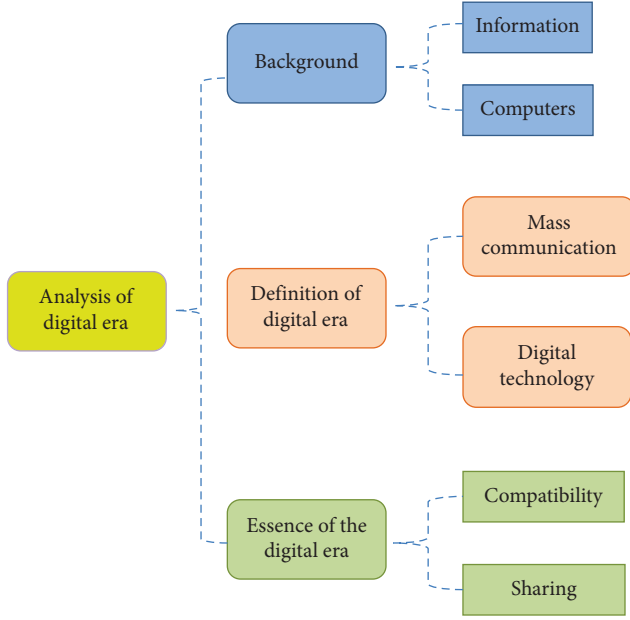 Analysis of
digital era
Background
Information
Computers
Definition of
digital era
Mass
communication
Digital
technology
Essence of the
digital era
Compatibility
Sharing